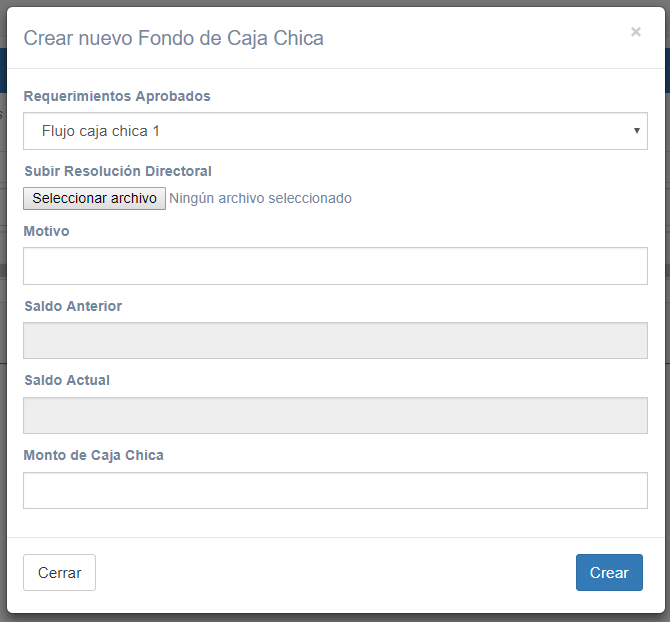 Crear nuevo Fondo de Caja Chica ×
Requerimientos Aprobados
Flujo caja chica 1
Subir Resolución Directoral
Seleccionar archivo Ningún archivo seleccionado
Motivo
Saldo Anterior
Saldo Actual
Monto de Caja Chica
Cerrar Crear